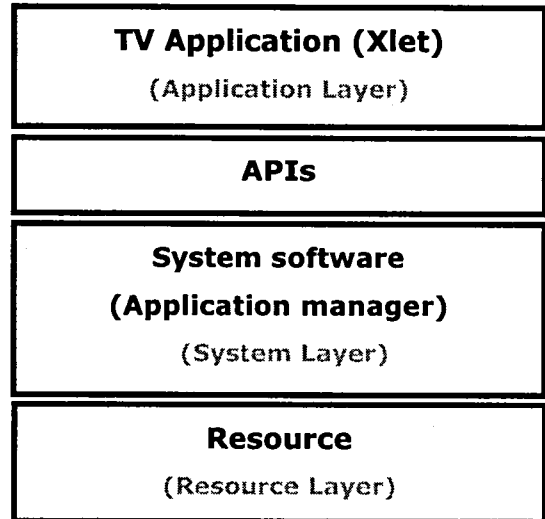 TV Application (Xlet)
(Application Layer)
APIs
System software
(Application manager)
(System Layer)
Resource
(Resource Layer)